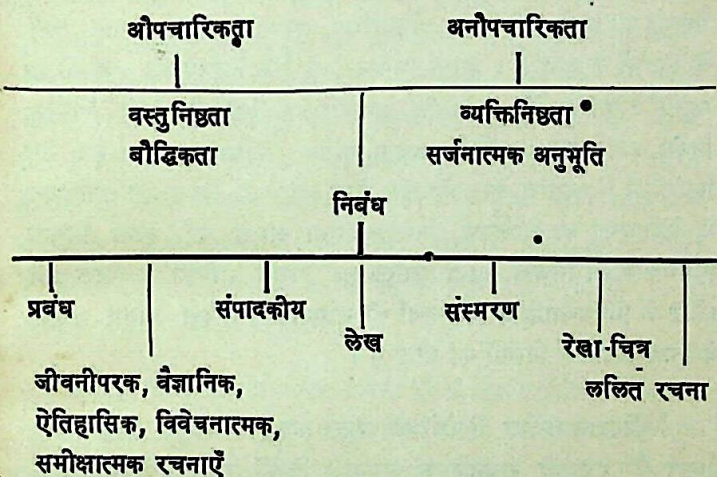 औपचारिकता अनौपचारिकता
वस्तुनिष्ठता व्यक्तिनिष्ठता
बौद्धिकता सर्जनात्मक अनुभूति
निबंध
प्रबंध संपादकीय लेख संस्मरण रेखा-चित्र ललित रचना
जीवनीपरक, वैज्ञानिक,
ऐतिहासिक, विवेचनात्मक,
समीक्षात्मक रचनाएँ